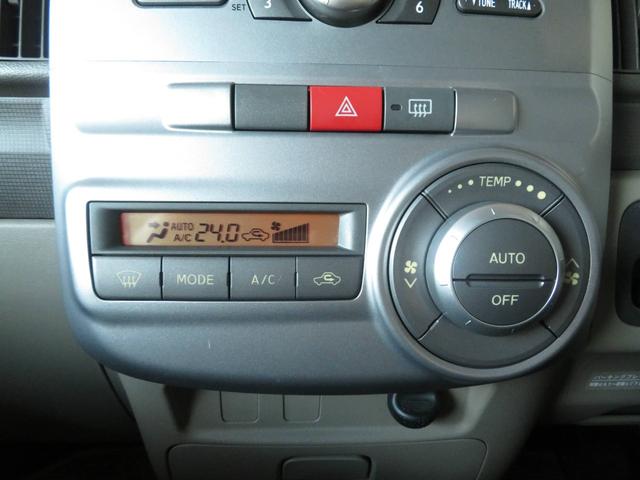 SET 3 6 ∨TUNE TRACK∧
AUTO
A/C 24.0
MODE A/C
TEMP
AUTO
OFF